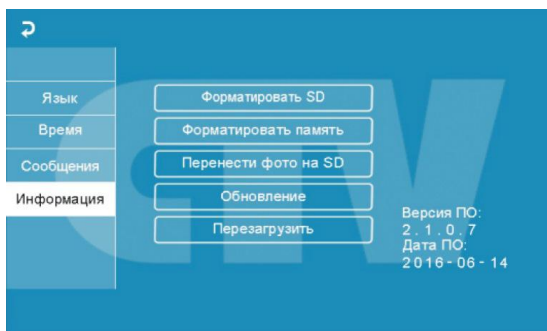 Язык
Время
Сообщения
Информация
Форматировать SD
Форматировать память
Перенести фото на SD
Обновление
Перезагрузить
Версия ПО:
2.1.0.7
Дата ПО:
2016-06-14